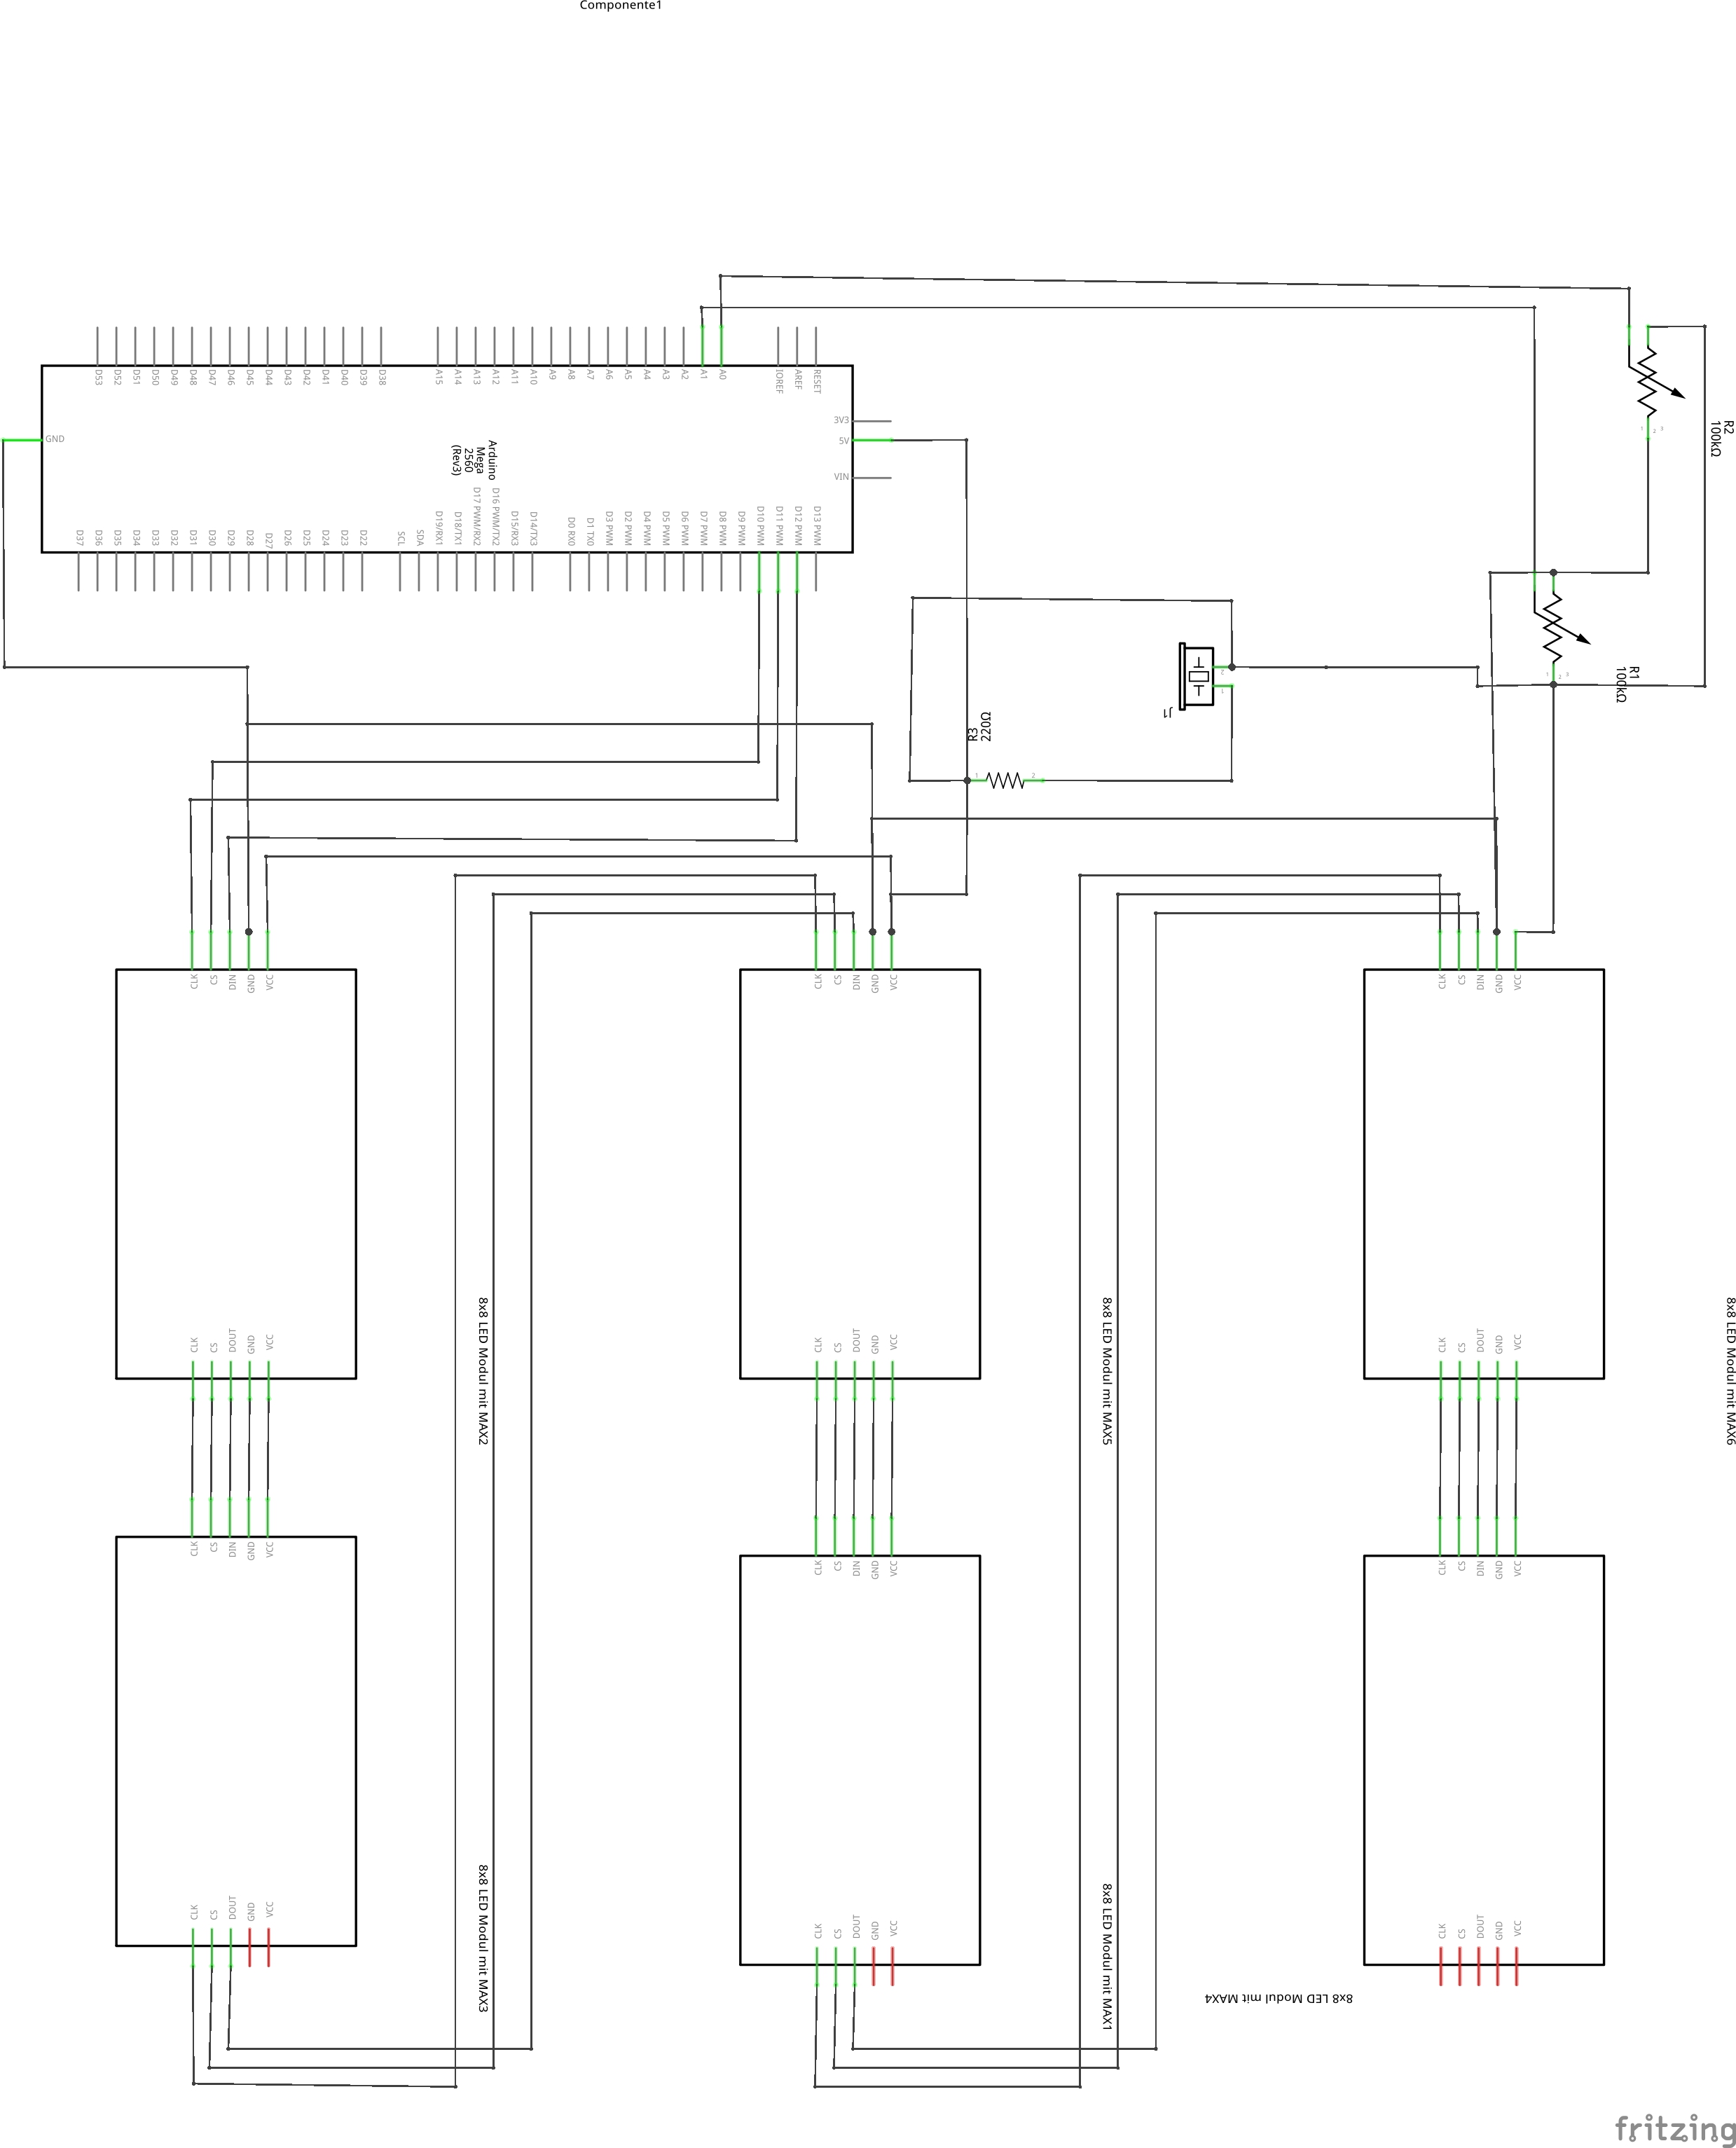 Componente1
D53
D52
D51
D50
D49
D48
D47
D46
D45
D44
D43
D42
D41
D40
D39
D38
A15
A14
A13
A12
A11
A10
A9
A8
A7
A6
A5
A4
A3
A2
A1
A0
IOREF
AREF
RESET
3V3
5V
VIN
GND
Arduino
Mega
2560
(Rev3)
D37
D36
D35
D34
D33
D32
D31
D30
D29
D28
D27
D26
D25
D24
D23
D22
SCL
SDA
D19/RX1
D18/TX1
D17 PWM/RX2
D16 PWM/TX2
D15/RX3
D14/TX3
D0 RX0
D1 TX0
D3 PWM
D2 PWM
D4 PWM
D5 PWM
D6 PWM
D7 PWM
D8 PWM
D9 PWM
D10 PWM
D11 PWM
D12 PWM
D13 PWM
R2
100kΩ
1 2 3
R1
100kΩ
1 2 3
2
1
J1
R3
220Ω
1 2
CLK CS DIN GND VCC
CLK CS DIN GND VCC
CLK CS DIN GND VCC
8x8 LED Modul mit MAX2
8x8 LED Modul mit MAX5
8x8 LED Modul mit MAX6
CLK CS DOUT GND VCC
CLK CS DOUT GND VCC
CLK CS DOUT GND VCC
CLK CS DIN GND VCC
CLK CS DIN GND VCC
CLK CS DIN GND VCC
8x8 LED Modul mit MAX3
8x8 LED Modul mit MAX1
8x8 LED Modul mit MAX4
CLK CS DOUT GND VCC
CLK CS DOUT GND VCC
CLK CS DOUT GND VCC
fritzing